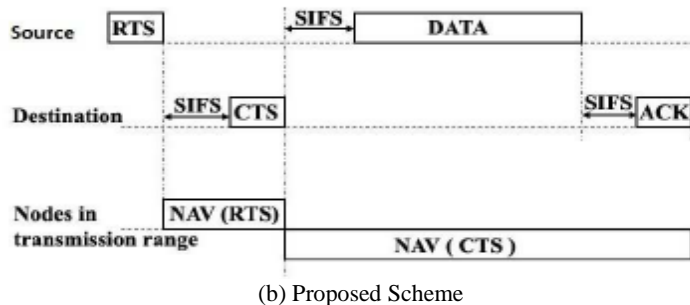 Source RTS SIFS DATA
Destination SIFS CTS SIFS ACK
Nodes in NAV (RTS)
transmission range
NAV ( CTS )
(b) Proposed Scheme